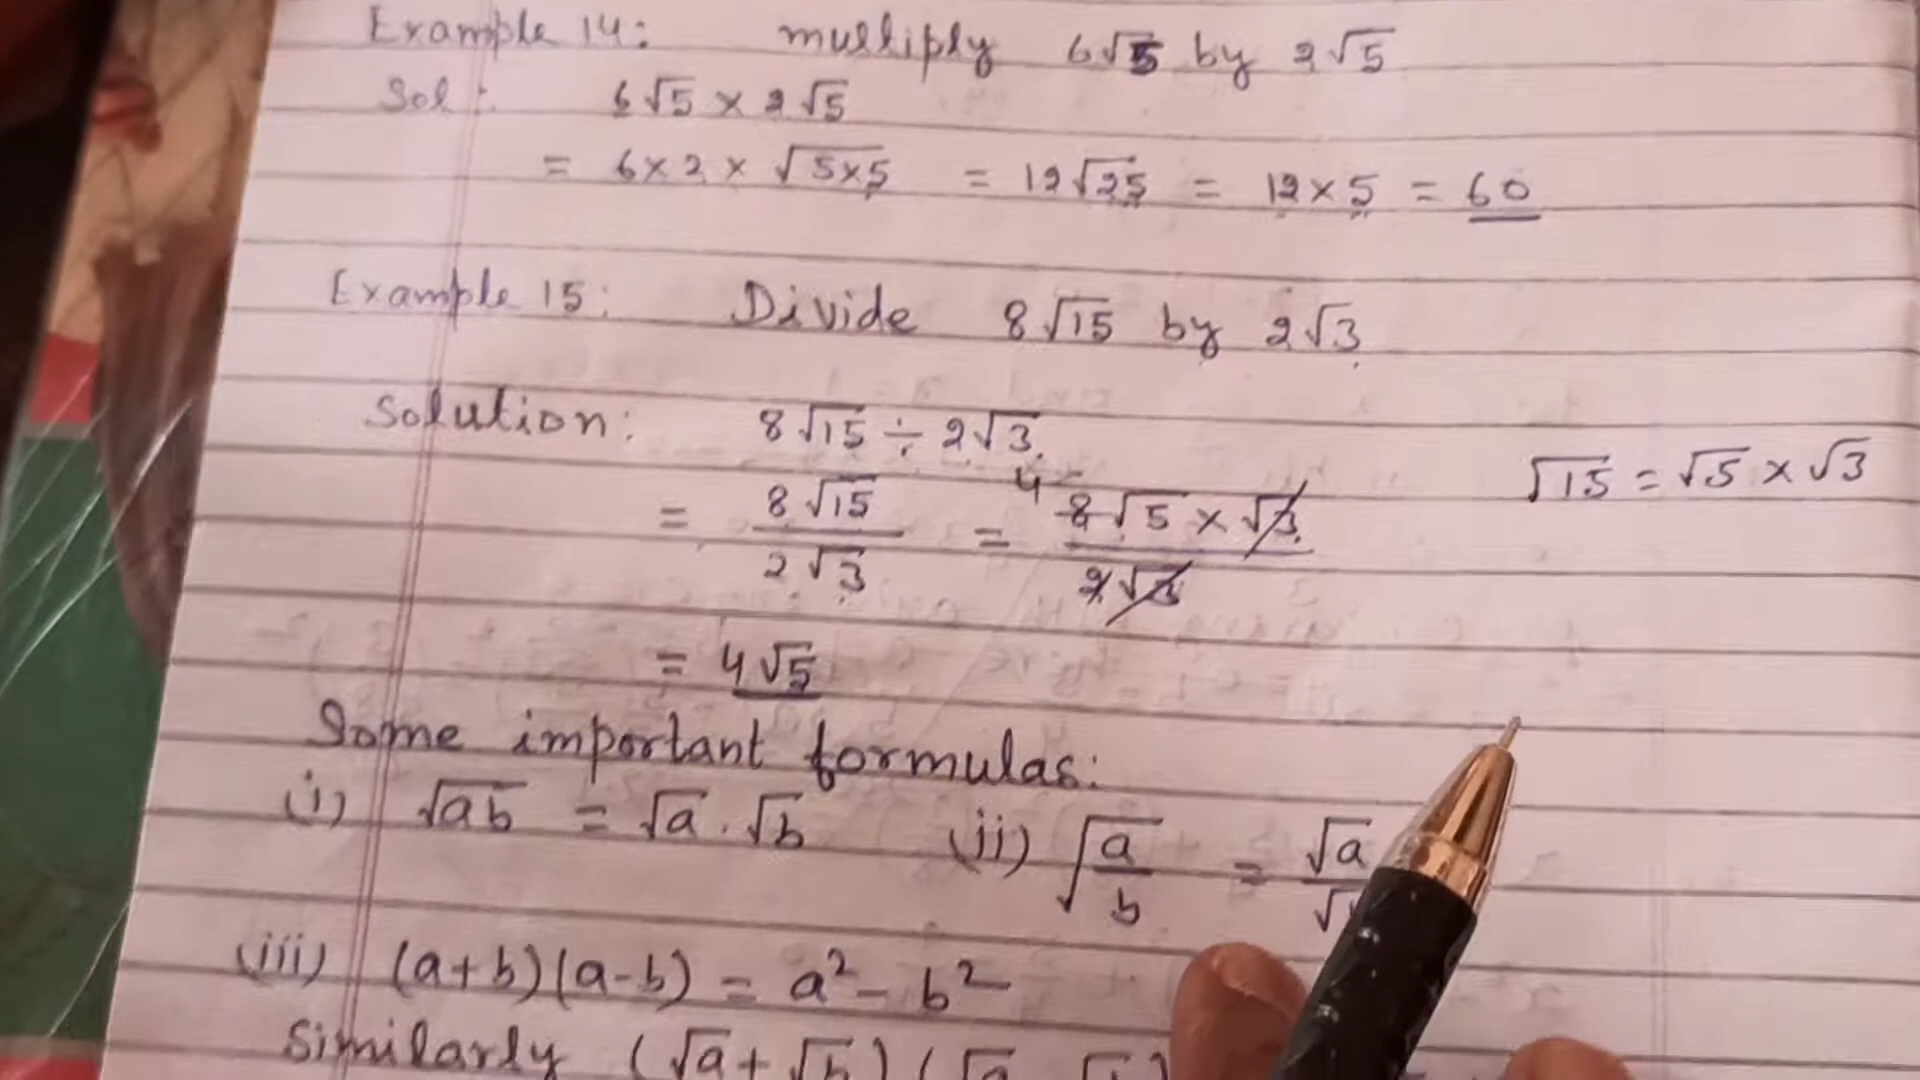 Example 14: multiply 6√5 by 2√5
Sol: 6√5 × 2√5
= 6×2 × √5×5 = 12√25 = 12×5 = 60
Example 15: Divide 8√15 by 2√3
Solution: 8√15 ÷ 2√3
= 8√15 / 2√3 = 4 8√5 × √3 / 2√3 √15 = √5 × √3
= 4√5
Some important formulas:
(i) √ab = √a . √b (ii) √a/b = √a / √
(iii) (a+b)(a-b) = a² - b²
Similarly (√a + √b) (√a